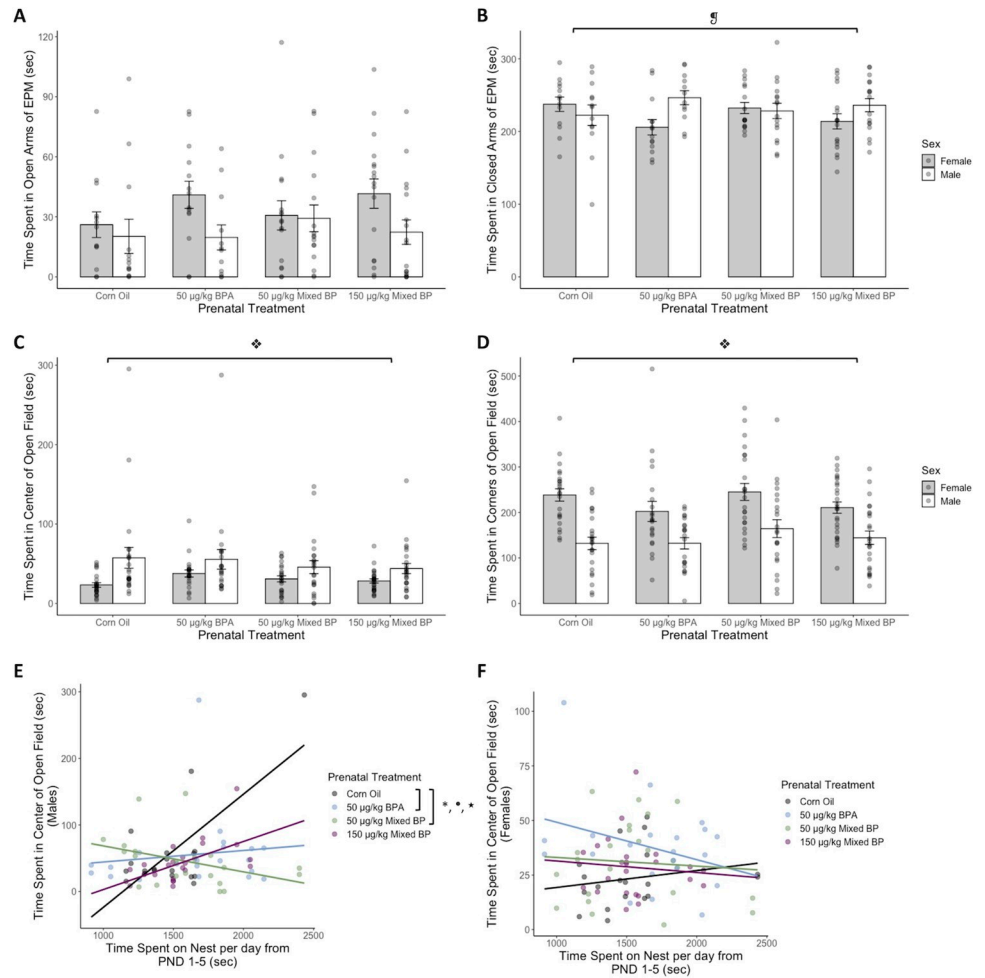 A
Time Spent in Open Arms of EPM (sec)
120
90
60
30
0
Corn Oil
50 µg/kg BPA
50 µg/kg Mixed BP
150 µg/kg Mixed BP
Prenatal Treatment
B
¶
Time Spent in Closed Arms of EPM (sec)
300
200
100
0
Corn Oil
50 µg/kg BPA
50 µg/kg Mixed BP
150 µg/kg Mixed BP
Prenatal Treatment
Sex
Female
Male
C
❖
Time Spent in Center of Open Field (sec)
300
200
100
0
Corn Oil
50 µg/kg BPA
50 µg/kg Mixed BP
150 µg/kg Mixed BP
Prenatal Treatment
D
❖
Time Spent in Corners of Open Field (sec)
500
400
300
200
100
0
Corn Oil
50 µg/kg BPA
50 µg/kg Mixed BP
150 µg/kg Mixed BP
Prenatal Treatment
Sex
Female
Male
E
Time Spent in Center of Open Field (sec)
(Males)
300
200
100
0
1000
1500
2000
2500
Time Spent on Nest per day from
PND 1-5 (sec)
Prenatal Treatment
Corn Oil
50 µg/kg BPA
50 µg/kg Mixed BP
150 µg/kg Mixed BP
*, •, ★
F
Time Spent in Center of Open Field (sec)
(Females)
100
75
50
25
0
1000
1500
2000
2500
Time Spent on Nest per day from
PND 1-5 (sec)
Prenatal Treatment
Corn Oil
50 µg/kg BPA
50 µg/kg Mixed BP
150 µg/kg Mixed BP